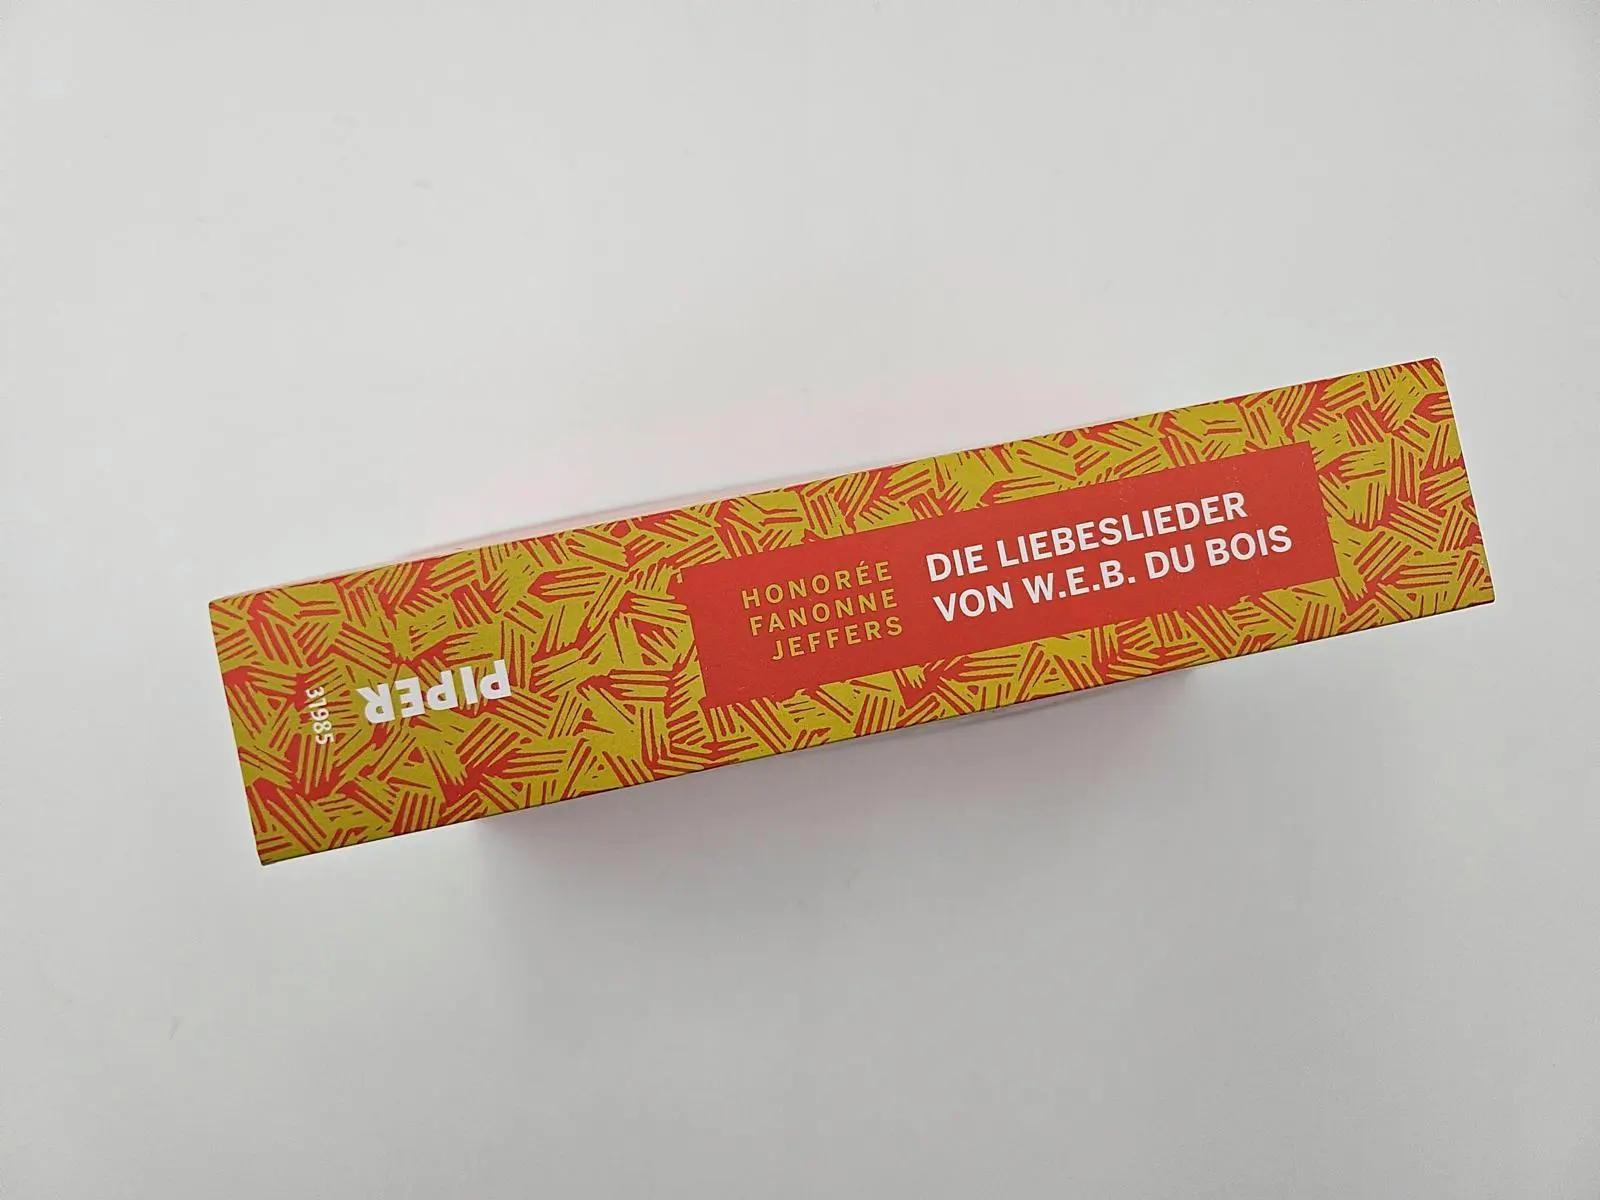 HONORÉE
FANONNE
JEFFERS
DIE LIEBESLIEDER
VON W.E.B. DU BOIS
PIPER
31985